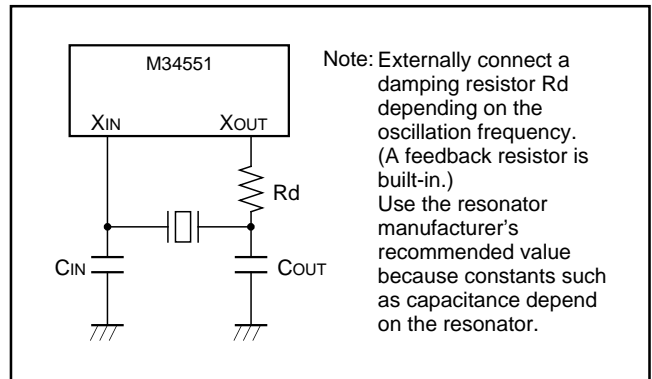 M34551
XIN
XOUT
Rd
CIN
COUT
Note: Externally connect a
damping resistor Rd
depending on the
oscillation frequency.
(A feedback resistor is
built-in.)
Use the resonator
manufacturer's
recommended value
because constants such
as capacitance depend
on the resonator.